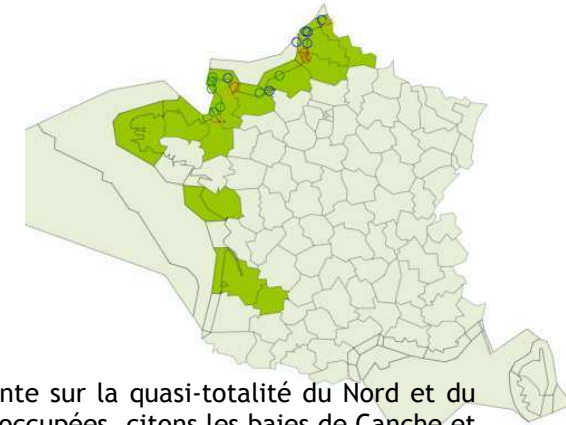 nte sur la quasi-totalité du Nord et du
occupées, citons les baies de Canche et